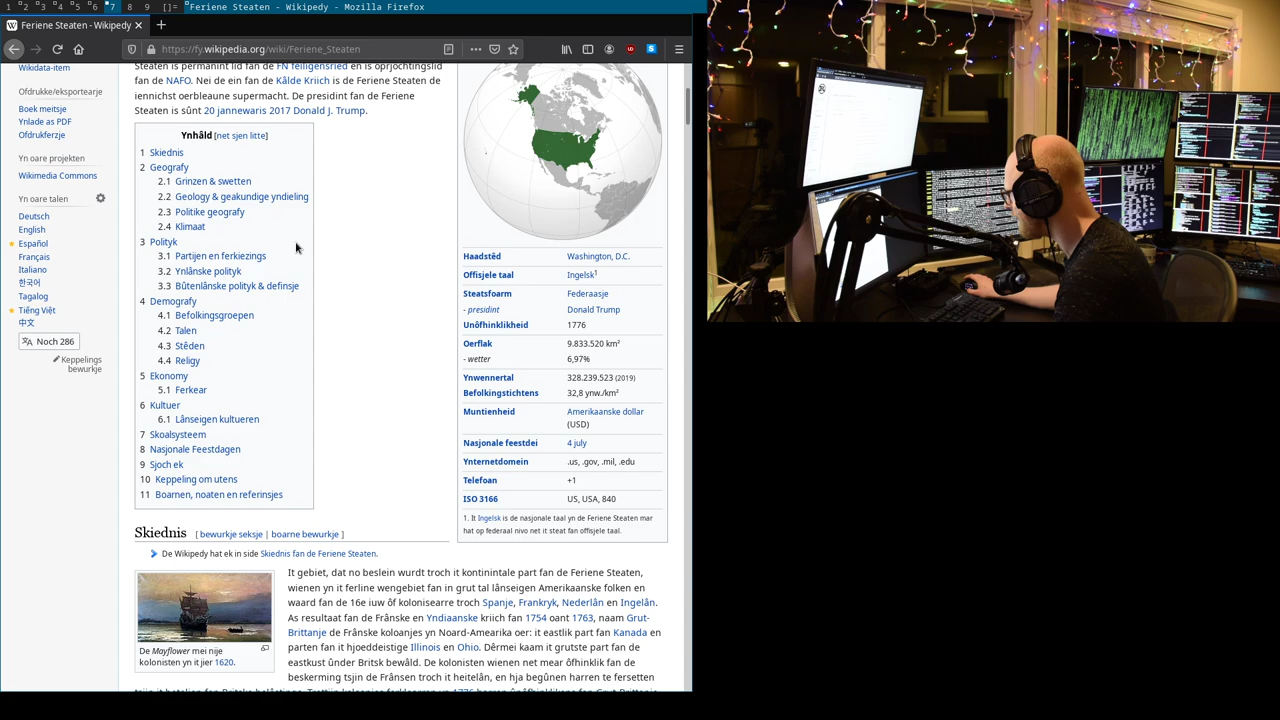 1 2 3 4 5 6 7 8 9 []= Feriene Steaten - Wikipedy - Mozilla Firefox
W Feriene Steaten - Wikipedy
https://fy.wikipedia.org/wiki/Feriene_Steaten
Wikidata-item
Ofdrukke/eksportearje
Boek meitsje
Ynlade as PDF
Ofdrukferzje
Yn oare projekten
Wikimedia Commons
Yn oare talen
Deutsch
English
Español
Français
Italiano
한국어
Tagalog
Tiếng Việt
中文
Noch 286
Keppelings
bewurkje
Steaten is permanint lid fan de FN feiligensried en is oprjochtingslid
fan de NAFO. Nei de ein fan de Kâlde Kriich is de Feriene Steaten de
iennichst oerbleaune supermacht. De presidint fan de Feriene
Steaten is sûnt 20 jannewaris 2017 Donald J. Trump.
Ynhâld [net sjen litte]
1 Skiednis
2 Geografy
2.1 Grinzen & swetten
2.2 Geology & geakundige yndieling
2.3 Politike geografy
2.4 Klimaat
3 Polityk
3.1 Partijen en ferkiezings
3.2 Ynlânske polityk
3.3 Bûtenlânske polityk & definsje
4 Demografy
4.1 Befolkingsgroepen
4.2 Talen
4.3 Stêden
4.4 Religy
5 Ekonomy
5.1 Ferkear
6 Kultuer
6.1 Lânseigen kultueren
7 Skoalsysteem
8 Nasjonale Feestdagen
9 Sjoch ek
10 Keppeling om utens
11 Boarnen, noaten en referinsjes
Haadstêd Washington, D.C.
Offisjele taal Ingelsk1
Steatsfoarm Federaasje
- presidint Donald Trump
Unôfhinklikheid 1776
Oerflak 9.833.520 km²
- wetter 6,97%
Ynwennertal 328.239.523 (2019)
Befolkingstichtens 32,8 ynw./km²
Muntienheid Amerikaanske dollar
(USD)
Nasjonale feestdei 4 july
Ynternetdomein .us, .gov, .mil, .edu
Telefoan +1
ISO 3166 US, USA, 840
1. It Ingelsk is de nasjonale taal yn de Feriene Steaten mar
hat op federaal nivo net it steat fan offisjele taal.
Skiednis [ bewurkje seksje | boarne bewurkje ]
De Wikipedy hat ek in side Skiednis fan de Feriene Steaten.
De Mayflower mei nije
kolonisten yn it jier 1620.
It gebiet, dat no beslein wurdt troch it kontinintale part fan de Feriene Steaten,
wienen yn it ferline wengebiet fan in grut tal lânseigen Amerikaanske folken en
waard fan de 16e iuw ôf kolonisearre troch Spanje, Frankryk, Nederlân en Ingelân.
As resultaat fan de Frânske en Yndiaanske kriich fan 1754 oant 1763, naam Grut-
Brittanje de Frânske koloanjes yn Noard-Amearika oer: it eastlik part fan Kanada en
parten fan it hjoeddeistige Illinois en Ohio. Dêrmei kaam it grutste part fan de
eastkust ûnder Britsk bewâld. De kolonisten wienen net mear ôfhinklik fan de
beskerming tsjin de Frânsen troch it heitelân, en hja begûnen harren te fersetten